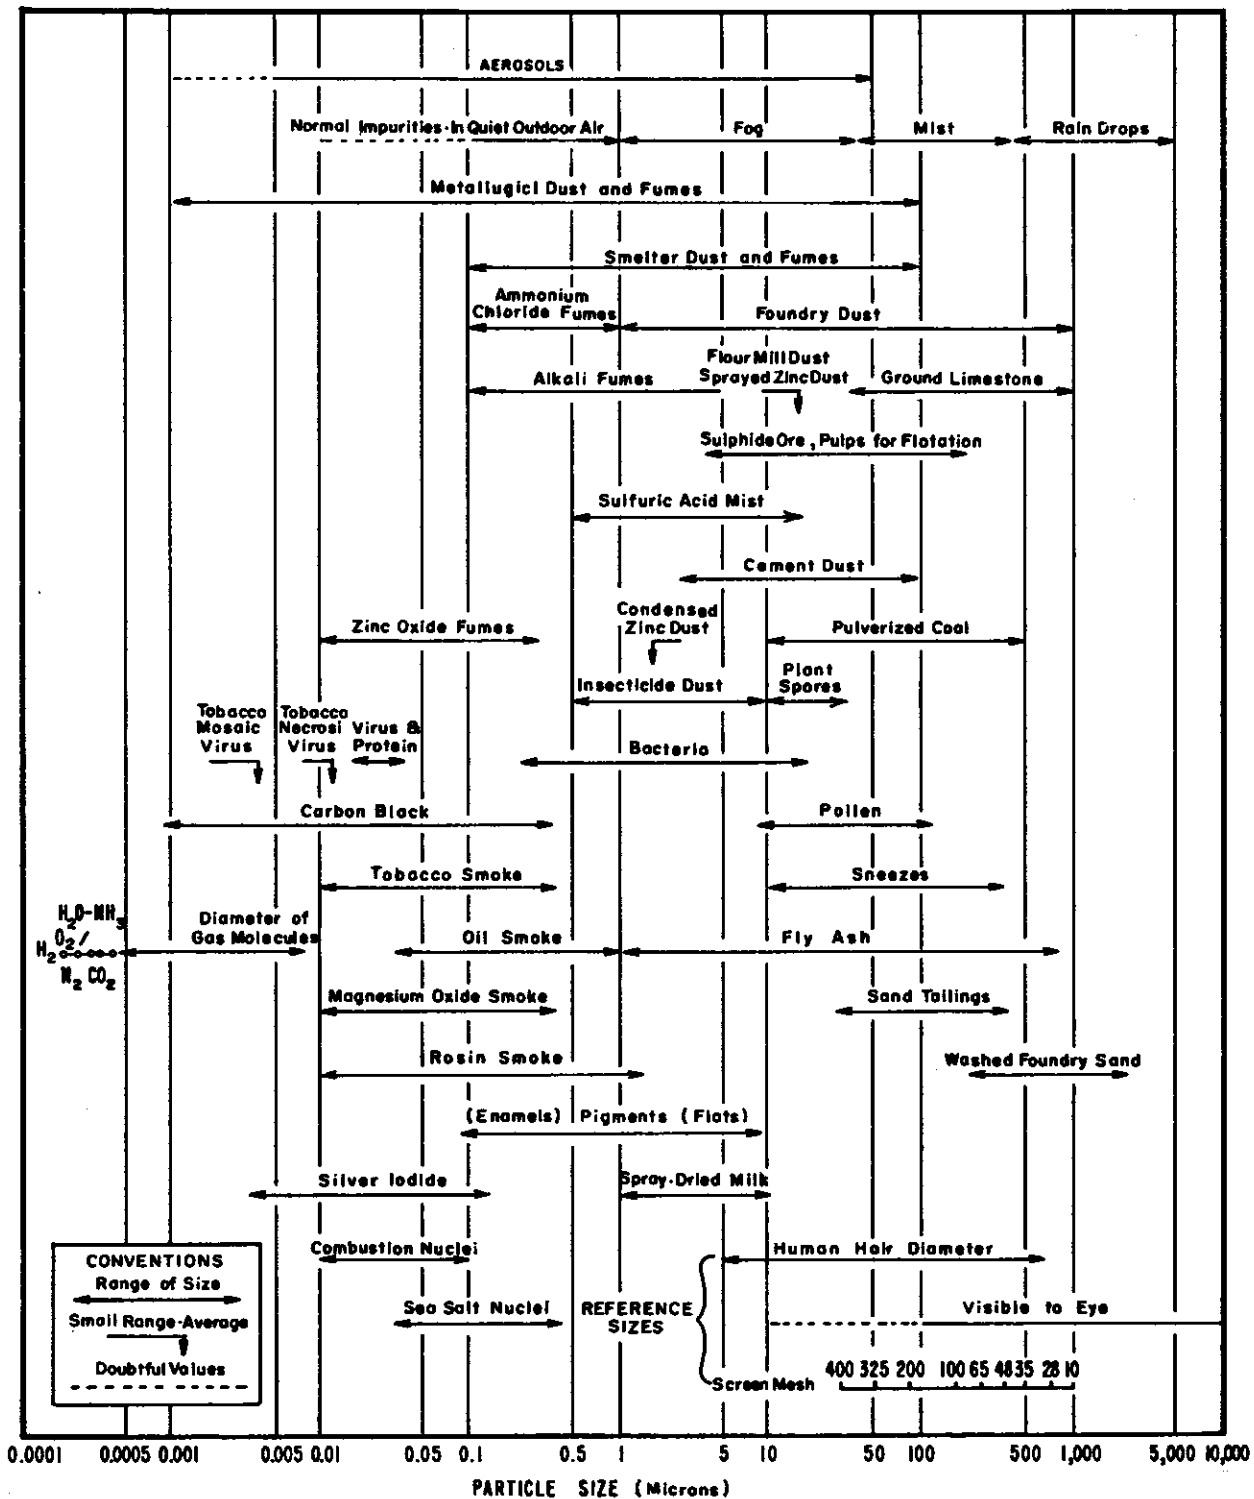 AEROSOLS
Normal Impurities-In Quiet Outdoor Air
Fog
Mist
Rain Drops
Metallugicl Dust and Fumes
Smelter Dust and Fumes
Ammonium
Chloride Fumes
Foundry Dust
Flour Mill Dust
Alkali Fumes
Sprayed Zinc Dust
Ground Limestone
Sulphide Ore, Pulps for Flotation
Sulfuric Acid Mist
Cement Dust
Condensed
Zinc Oxide Fumes
Zinc Dust
Pulverized Coal
Plant
Insecticide Dust
Spores
Tobacco
Mosaic
Virus
Tobacco
Necrosi
Virus
Virus &
Protein
Bacteria
Carbon Black
Pollen
Tobacco Smoke
Sneezes
H2O-NH3
H2 O2/
N2 CO2
Diameter of
Gas Molecules
Oil Smoke
Fly Ash
Magnesium Oxide Smoke
Sand Tailings
Rosin Smoke
Washed Foundry Sand
(Enamels) Pigments (Flats)
Silver Iodide
Spray-Dried Milk
Combustion Nuclei
Human Hair Diameter
Sea Salt Nuclei
REFERENCE
SIZES
Visible to Eye
Screen Mesh
400 325 200 100 65 48 35 28 10
CONVENTIONS
Range of Size
Small Range-Average
Doubtful Values
0.0001 0.0005 0.001 0.005 0.01 0.05 0.1 0.5 1 5 10 50 100 500 1,000 5,000 10,000
PARTICLE SIZE (Microns)